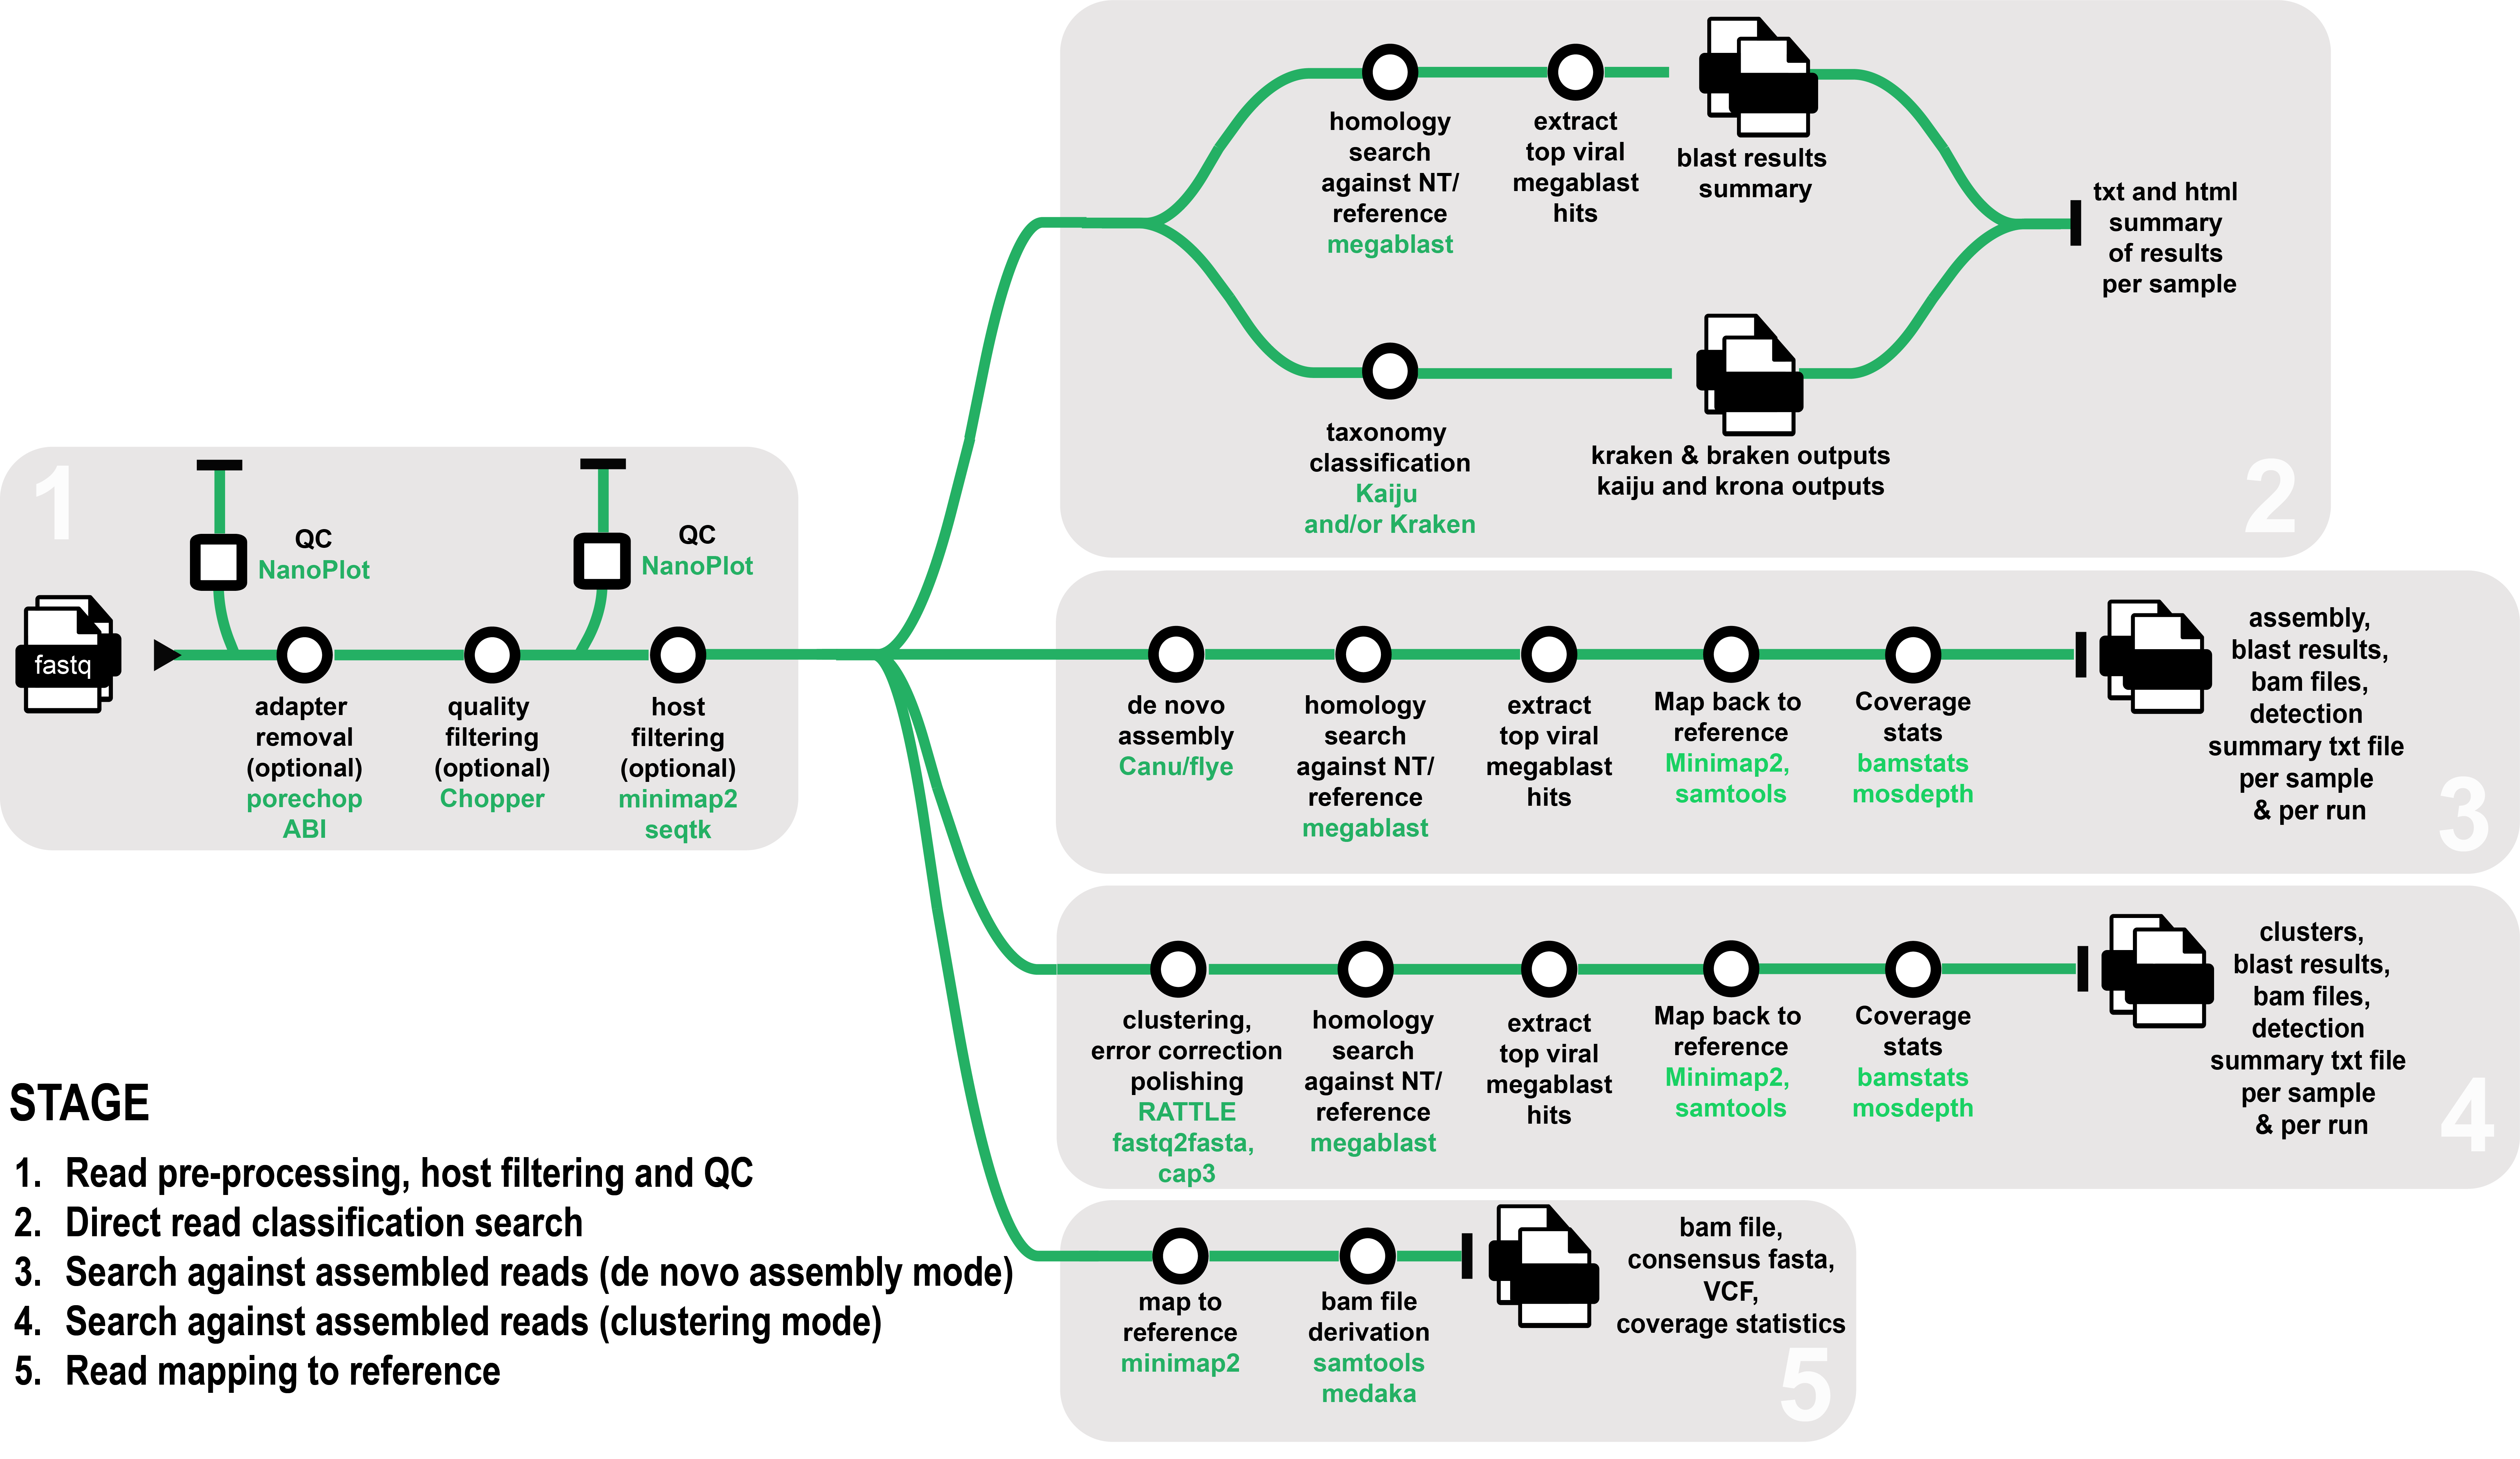 1
QC
NanoPlot
QC
NanoPlot
fastq
adapter
removal
(optional)
porechop
ABI
quality
filtering
(optional)
Chopper
host
filtering
(optional)
minimap2
seqtk
homology
search
against NT/
reference
megablast
extract
top viral
megablast
hits
blast results
summary
txt and html
summary
of results
per sample
taxonomy
classification
Kaiju
and/or Kraken
kraken & braken outputs
kaiju and krona outputs
2
de novo
assembly
Canu/flye
homology
search
against NT/
reference
megablast
extract
top viral
megablast
hits
Map back to
reference
Minimap2,
samtools
Coverage
stats
bamstats
mosdepth
assembly,
blast results,
bam files,
detection
summary txt file
per sample
& per run
3
clustering,
error correction
polishing
RATTLE
fastq2fasta,
cap3
homology
search
against NT/
reference
megablast
extract
top viral
megablast
hits
Map back to
reference
Minimap2,
samtools
Coverage
stats
bamstats
mosdepth
clusters,
blast results,
bam files,
detection
summary txt file
per sample
& per run
4
map to
reference
minimap2
bam file
derivation
samtools
medaka
bam file,
consensus fasta,
VCF,
coverage statistics
5
STAGE
1. Read pre-processing, host filtering and QC
2. Direct read classification search
3. Search against assembled reads (de novo assembly mode)
4. Search against assembled reads (clustering mode)
5. Read mapping to reference